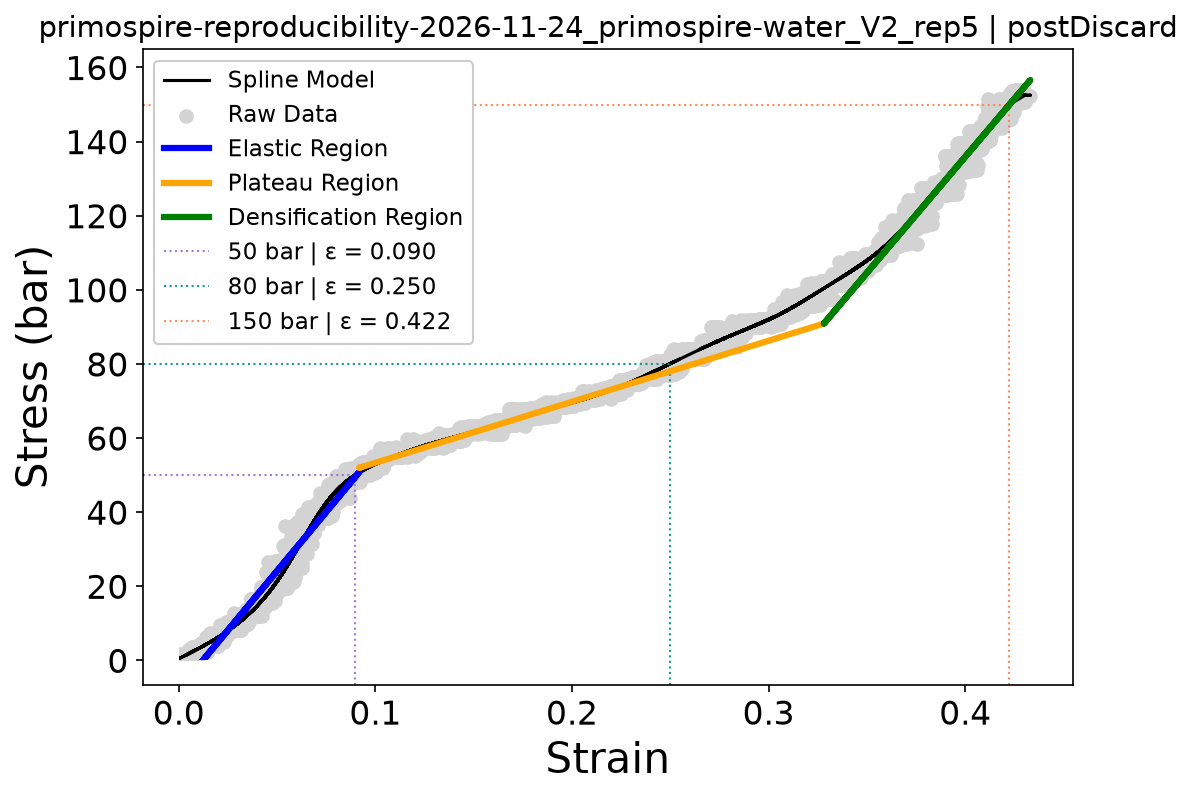 primospire-reproducibility-2026-11-24_primospire-water_V2_rep5 | postDiscard
Spline Model
Raw Data
Elastic Region
Plateau Region
Densification Region
50 bar | ε = 0.090
80 bar | ε = 0.250
150 bar | ε = 0.422
Stress (bar)
160
140
120
100
80
60
40
20
0
0.0 0.1 0.2 0.3 0.4
Strain